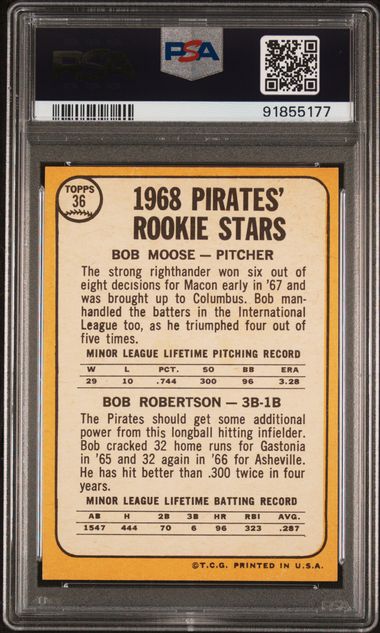 PSA
PSA
91855177
TOPPS
36
1968 PIRATES'
ROOKIE STARS
BOB MOOSE — PITCHER
The strong righthander won six out of
eight decisions for Macon early in '67 and
was brought up to Columbus. Bob man-
handled the batters in the International
League too, as he triumphed four out of
five times.
MINOR LEAGUE LIFETIME PITCHING RECORD
W L PCT. SO BB ERA
29 10 .744 300 96 3.28
BOB ROBERTSON — 3B-1B
The Pirates should get some additional
power from this longball hitting infielder.
Bob cracked 32 home runs for Gastonia
in '65 and 32 again in '66 for Asheville.
He has hit better than .300 twice in four
years.
MINOR LEAGUE LIFETIME BATTING RECORD
AB H 2B 3B HR RBI AVG.
1547 444 70 6 96 323 .287
©T.C.G. PRINTED IN U.S.A.
PSA